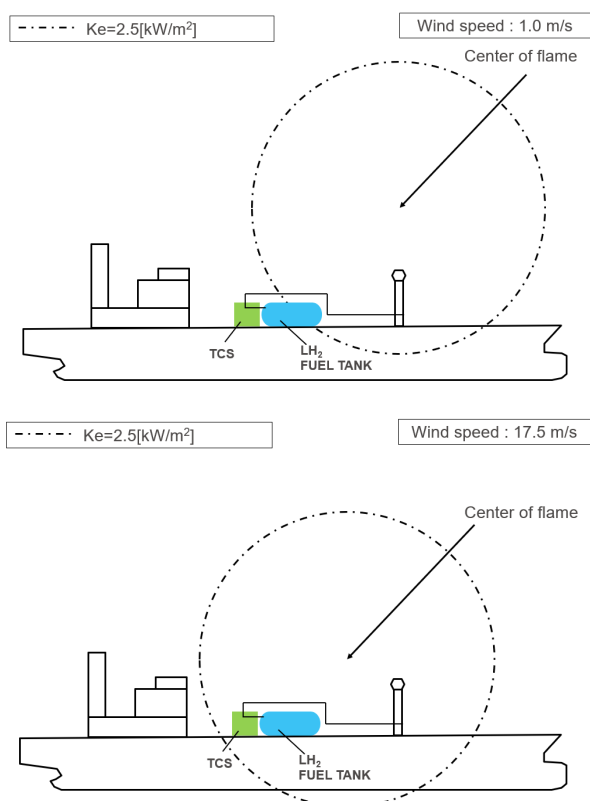 Ke=2.5[kW/m²]
Wind speed : 1.0 m/s
Center of flame
TCS
LH₂
FUEL TANK
Ke=2.5[kW/m²]
Wind speed : 17.5 m/s
Center of flame
TCS
LH₂
FUEL TANK